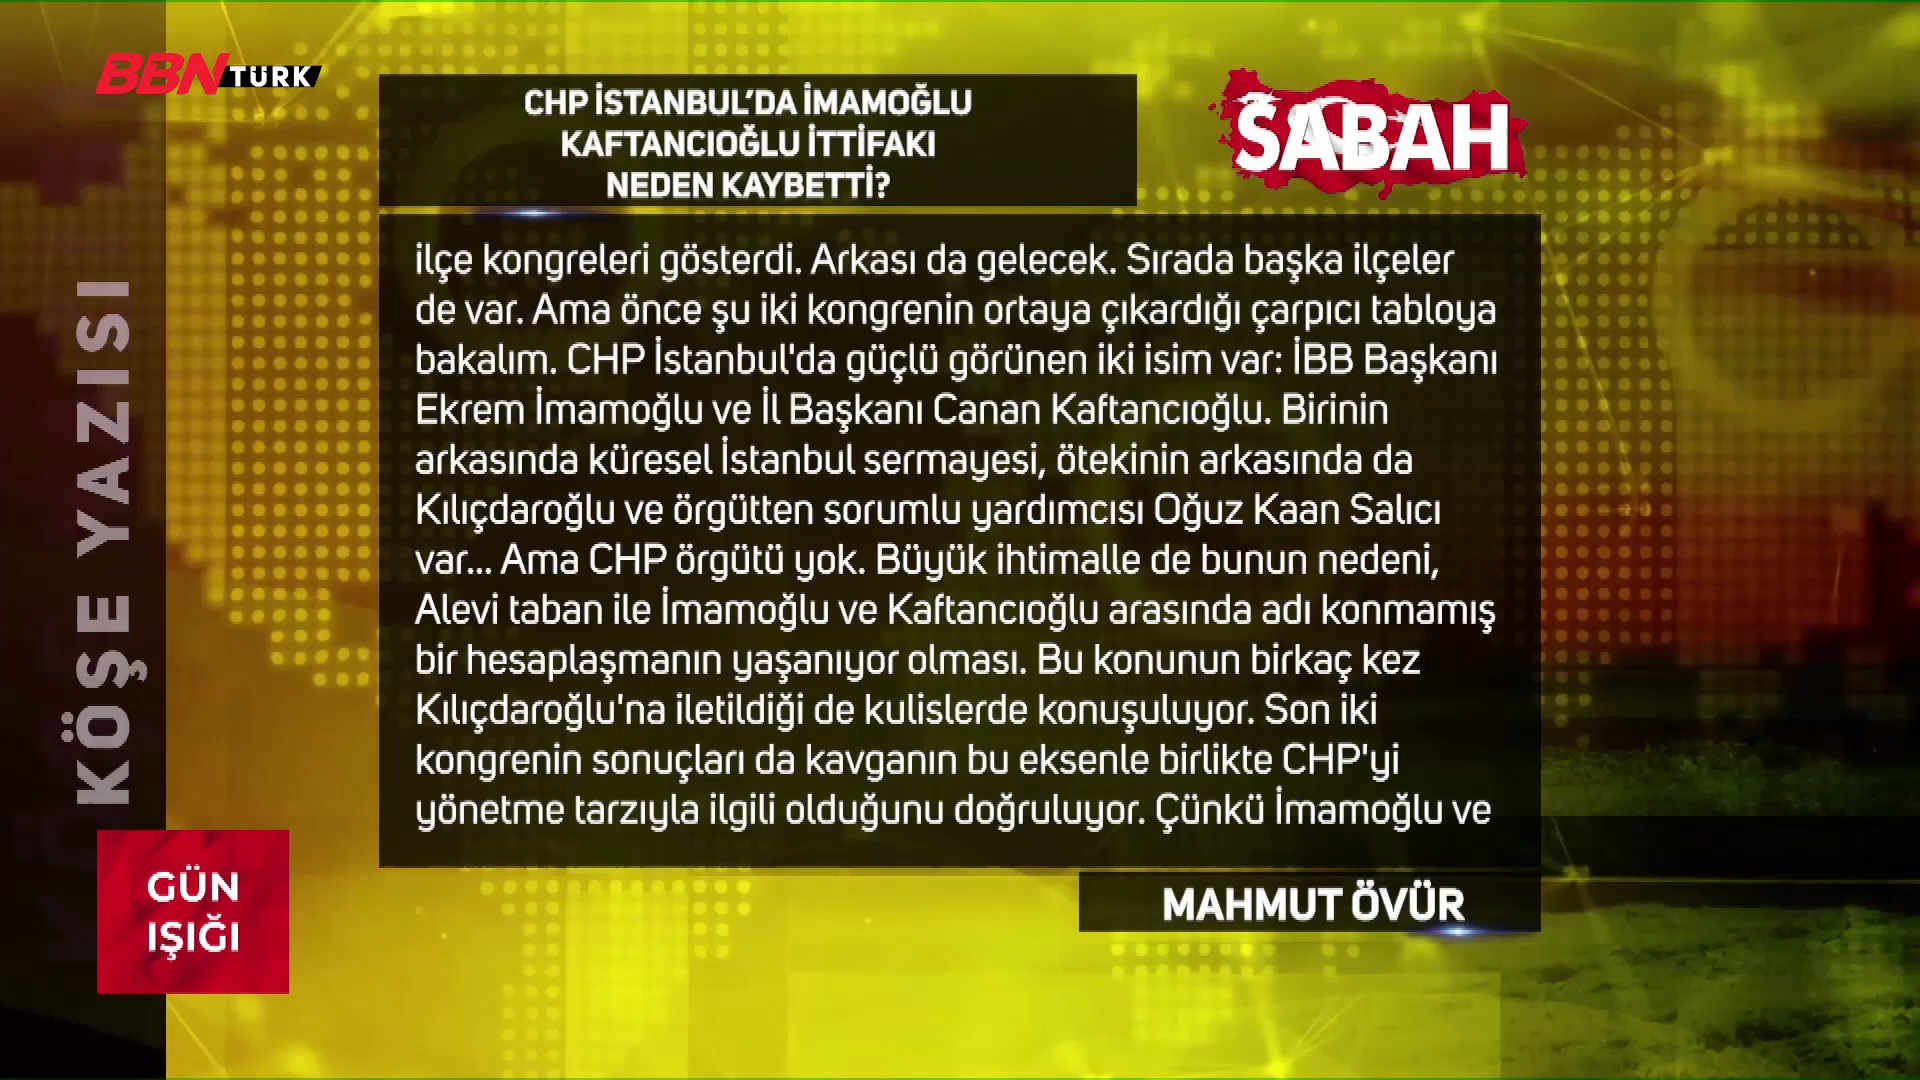 BBN TÜRK
CHP İSTANBUL'DA İMAMOĞLU
KAFTANCIOĞLU İTTİFAKI
NEDEN KAYBETTİ?
SABAH
ilçe kongreleri gösterdi. Arkası da gelecek. Sırada başka ilçeler
de var. Ama önce şu iki kongrenin ortaya çıkardığı çarpıcı tabloya
bakalım. CHP İstanbul'da güçlü görünen iki isim var: İBB Başkanı
Ekrem İmamoğlu ve İl Başkanı Canan Kaftancıoğlu. Birinin
arkasında küresel İstanbul sermayesi, ötekinin arkasında da
Kılıçdaroğlu ve örgütten sorumlu yardımcısı Oğuz Kaan Salıcı
var... Ama CHP örgütü yok. Büyük ihtimalle de bunun nedeni,
Alevi taban ile İmamoğlu ve Kaftancıoğlu arasında adı konmamış
bir hesaplaşmanın yaşanıyor olması. Bu konunun birkaç kez
Kılıçdaroğlu'na iletildiği de kulislerde konuşuluyor. Son iki
kongrenin sonuçları da kavganın bu eksenle birlikte CHP'yi
yönetme tarzıyla ilgili olduğunu doğruluyor. Çünkü İmamoğlu ve
MAHMUT ÖVÜR
KÖŞE YAZISI
GÜN
IŞIĞI